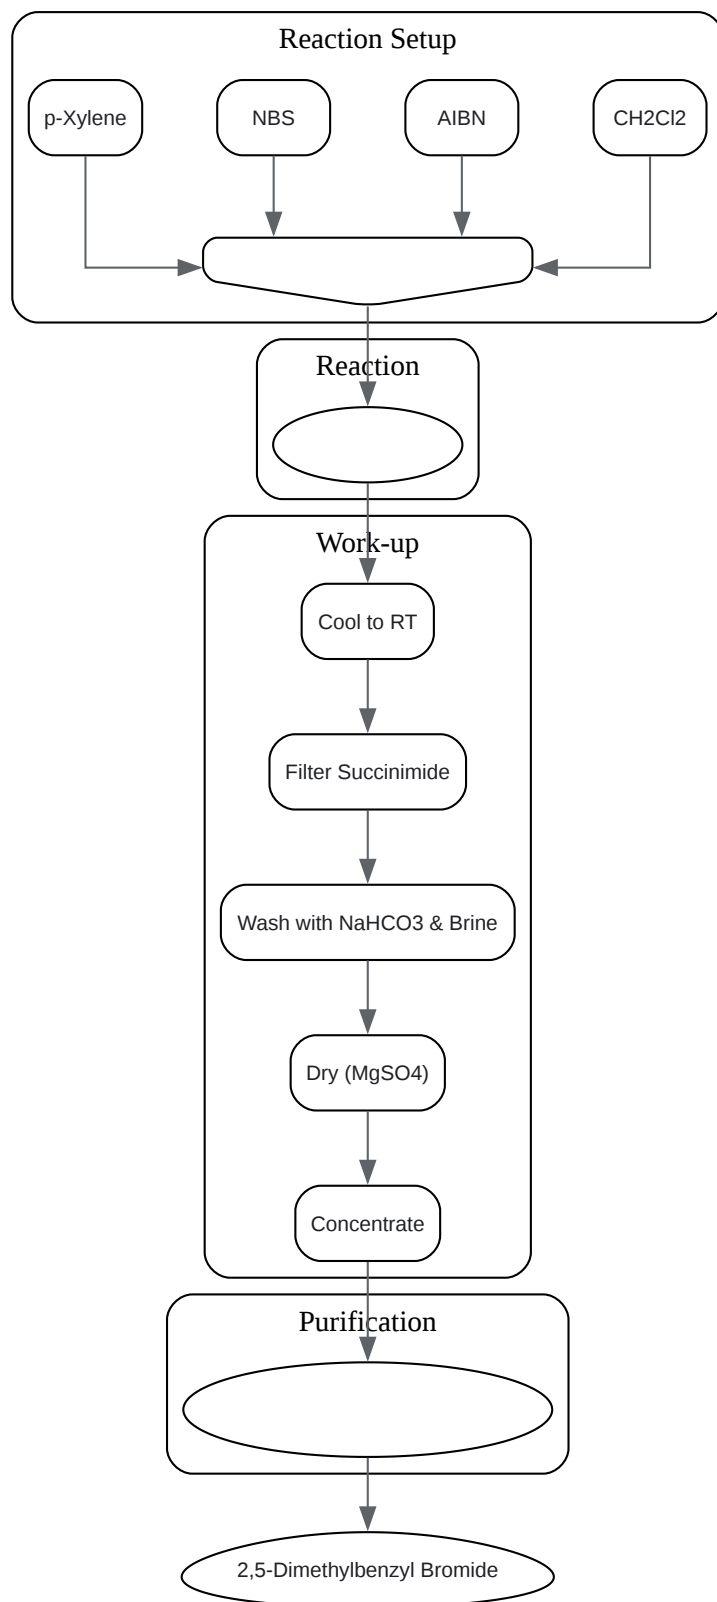 Reaction Setup
p-Xylene
NBS
AIBN
CH2Cl2
Reaction
Work-up
Cool to RT
Filter Succinimide
Wash with NaHCO3 & Brine
Dry (MgSO4)
Concentrate
Purification
2,5-Dimethylbenzyl Bromide